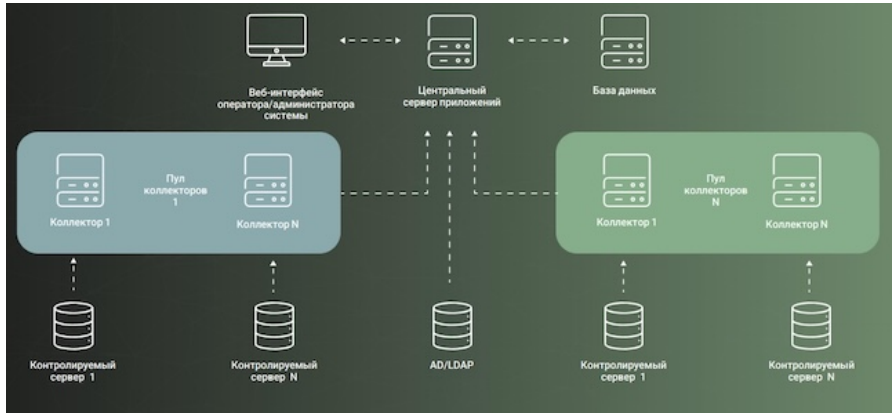 Веб-интерфейс
оператора/администратора
системы
Центральный
сервер приложений
База данных
Коллектор 1
Пул
коллекторов
1
Коллектор N
Коллектор 1
Пул
коллекторов
N
Коллектор N
Контролируемый
сервер 1
Контролируемый
сервер N
AD/LDAP
Контролируемый
сервер 1
Контролируемый
сервер N